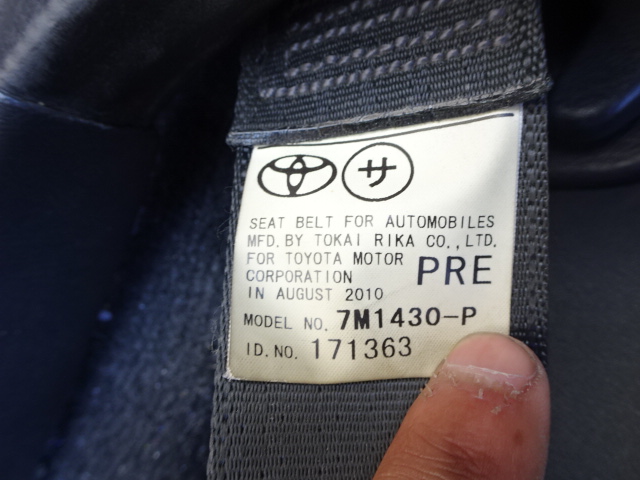 サ
SEAT BELT FOR AUTOMOBILES
MFD. BY TOKAI RIKA CO., LTD.
FOR TOYOTA MOTOR
CORPORATION PRE
IN AUGUST 2010
MODEL NO. 7M1430-P
ID. NO. 171363